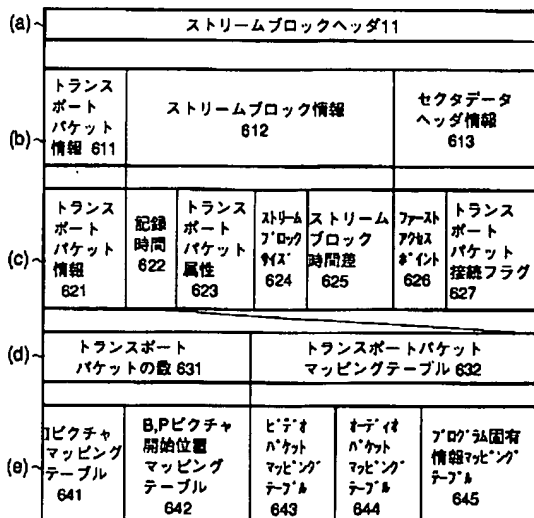 (a)
ストリームブロックヘッダ11
(b)
トランス
ポート
パケット
情報 611
ストリームブロック情報
612
セクタデータ
ヘッダ情報
613
(c)
トランス
ポート
パケット
情報
621
記録
時間
622
トランス
ポート
パケット
属性
623
ストリーム
ブロック
サイズ
624
ストリーム
ブロック
時間差
625
ファースト
アクセス
ポイント
626
トランス
ポート
パケット
接続フラグ
627
(d)
トランスポート
パケットの数 631
トランスポートパケット
マッピングテーブル 632
(e)
Iピクチャ
マッピング
テーブル
641
B,Pピクチャ
開始位置
マッピング
テーブル
642
ビデオ
パケット
マッピング
テーブル
643
オーディオ
パケット
マッピング
テーブル
644
プログラム固有
情報マッピング
テーブル
645